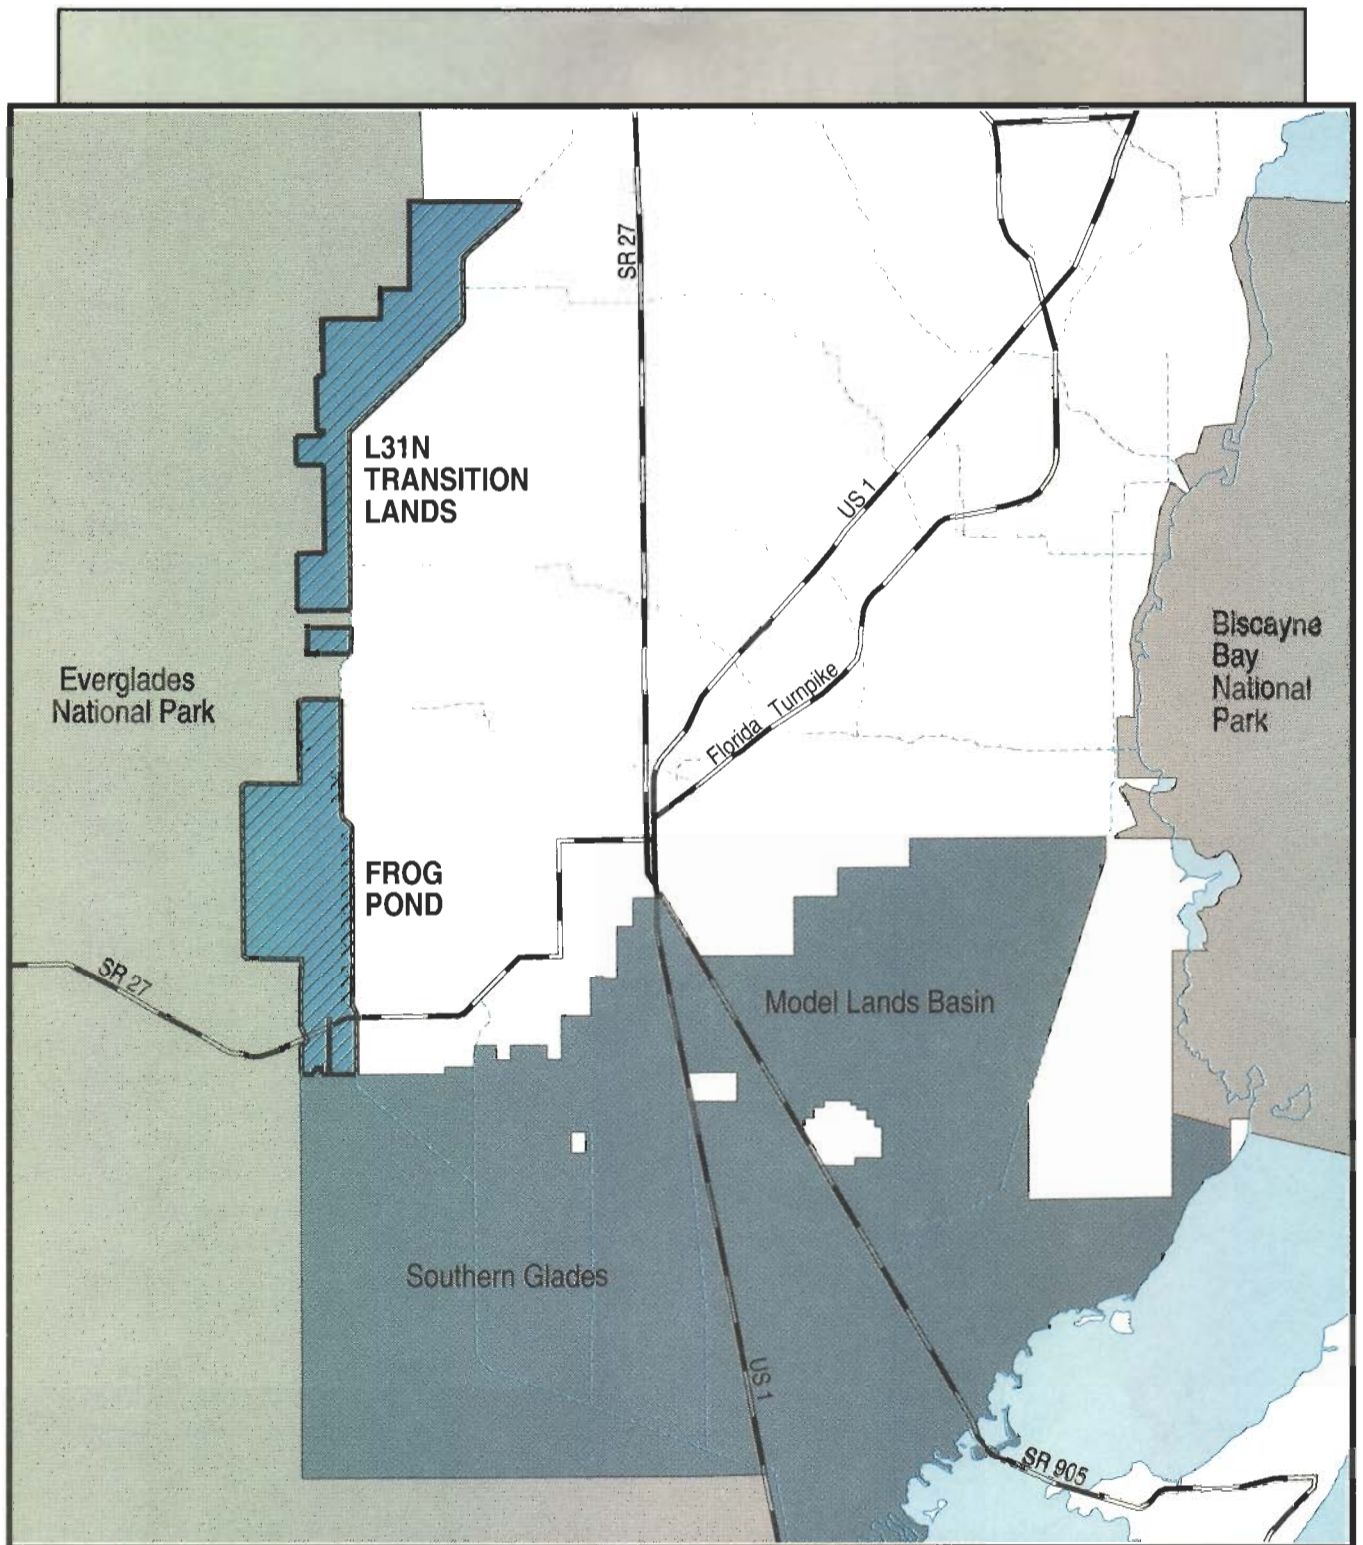 SR 27
L31N
TRANSITION
LANDS
US 1
Biscayne
Bay
National
Park
Everglades
National Park
Florida Turnpike
FROG
POND
SR 27
Model Lands Basin
Southern Glades
US 1
SR 905